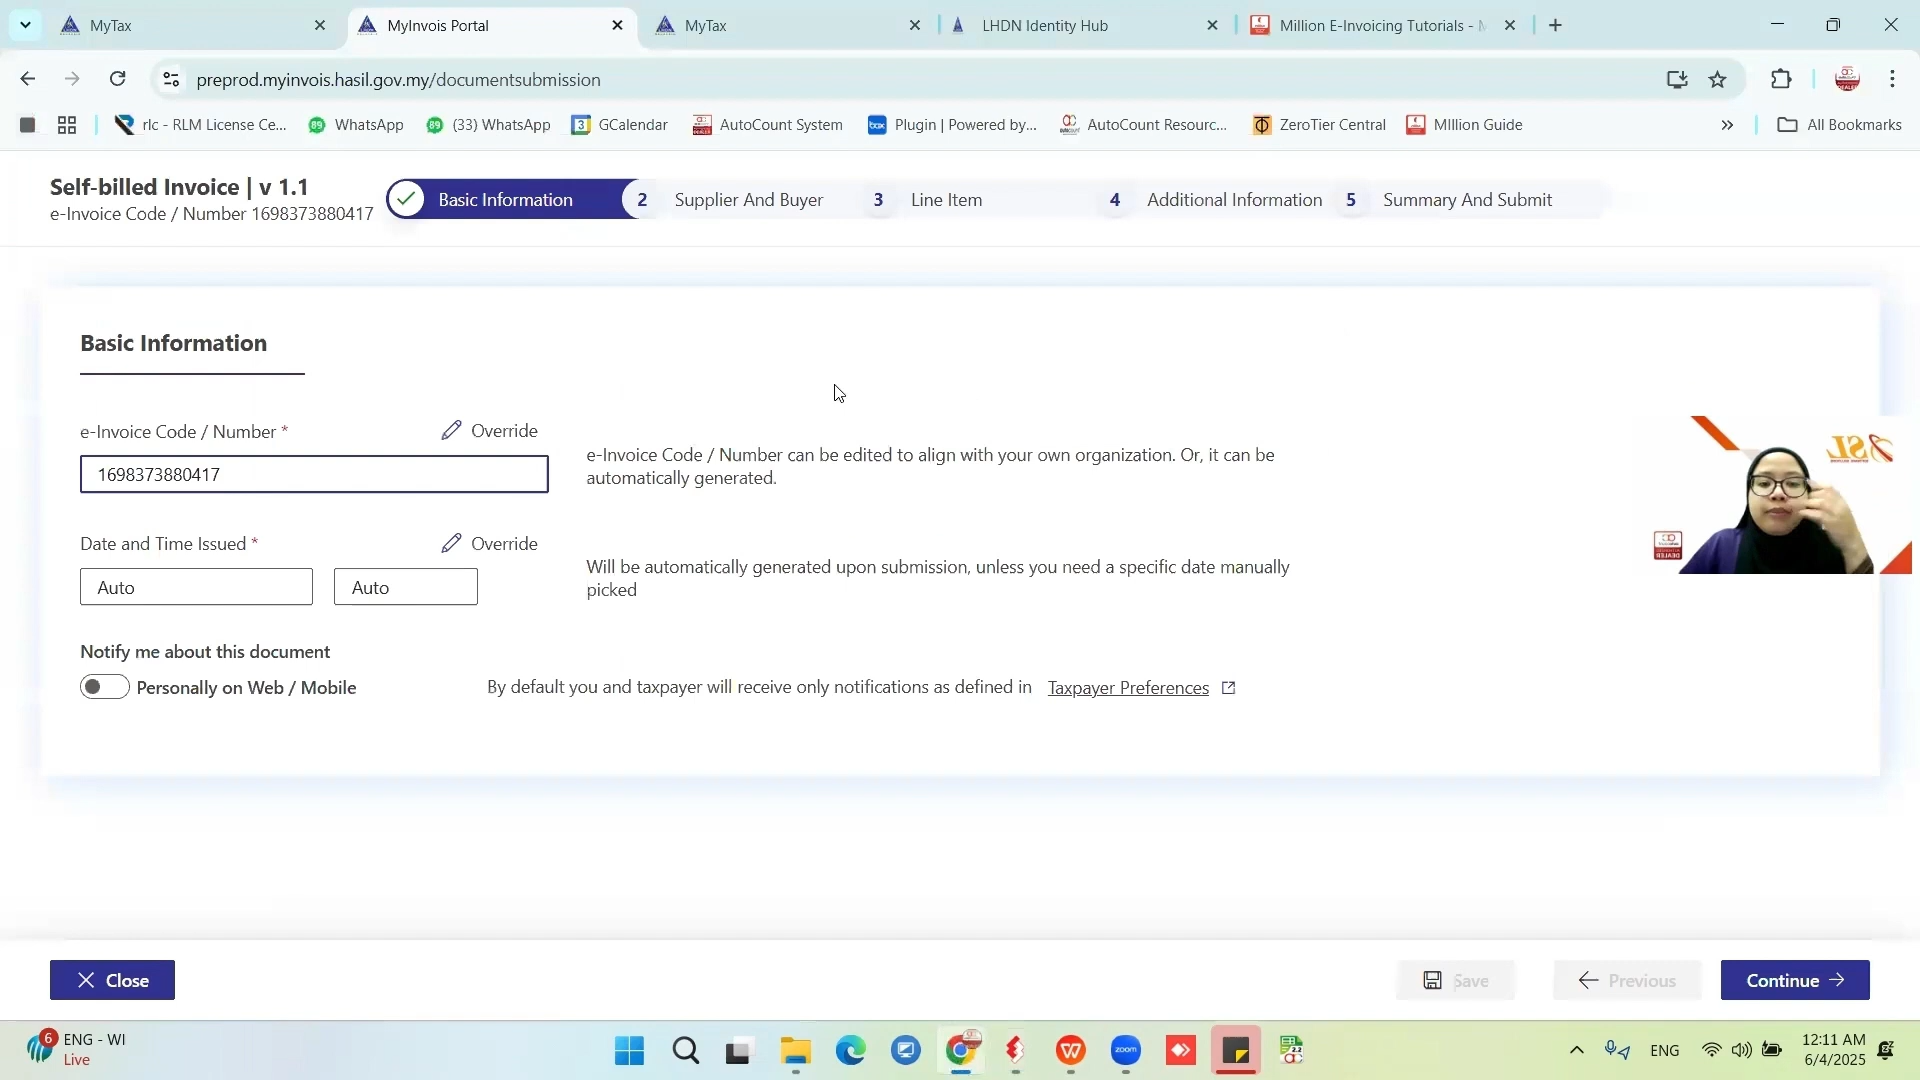 MyTax
MyInvois Portal
MyTax
LHDN Identity Hub
Million E-Invoicing Tutorials -
preprod.myinvois.hasil.gov.my/documentsubmission
rlc - RLM License Ce...
WhatsApp
(33) WhatsApp
GCalendar
AutoCount System
Plugin | Powered by...
AutoCount Resourc...
ZeroTier Central
MIllion Guide
All Bookmarks
Self-billed Invoice | v 1.1
e-Invoice Code / Number 1698373880417
Basic Information
2 Supplier And Buyer
3 Line Item
4 Additional Information
5 Summary And Submit
Basic Information
e-Invoice Code / Number *
Override
1698373880417
e-Invoice Code / Number can be edited to align with your own organization. Or, it can be
automatically generated.
Date and Time Issued *
Override
Auto
Auto
Will be automatically generated upon submission, unless you need a specific date manually
picked
Notify me about this document
Personally on Web / Mobile
By default you and taxpayer will receive only notifications as defined in Taxpayer Preferences
ASL
Close
Save
Previous
Continue
6
ENG - WI
Live
zoom
2.2
ENG
12:11 AM
6/4/2025